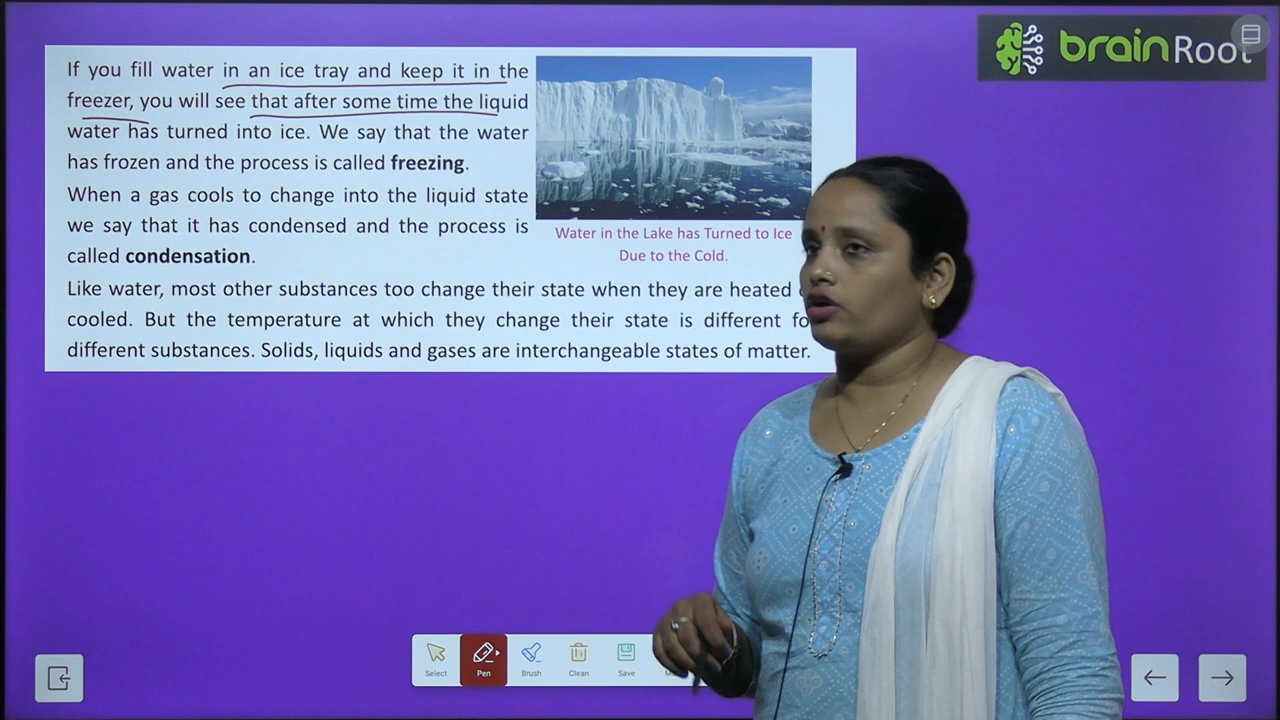 brainRoot
If you fill water in an ice tray and keep it in the
freezer, you will see that after some time the liquid
water has turned into ice. We say that the water
has frozen and the process is called freezing.
When a gas cools to change into the liquid state
we say that it has condensed and the process is
called condensation.
Water in the Lake has Turned to Ice
Due to the Cold.
Like water, most other substances too change their state when they are heated
cooled. But the temperature at which they change their state is different
different substances. Solids, liquids and gases are interchangeable states of matter.
Select
Pen
Brush
Clean
Save